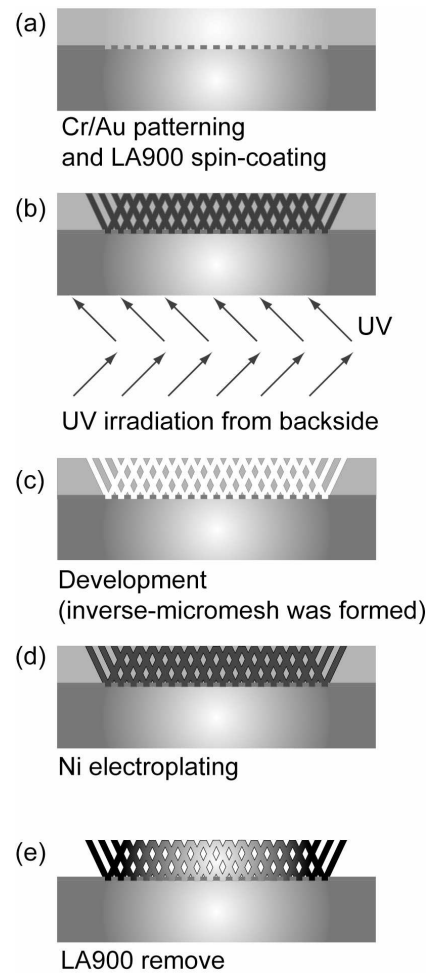 (a)
Cr/Au patterning
and LA900 spin-coating
(b)
UV
UV irradiation from backside
(c)
Development
(inverse-micromesh was formed)
(d)
Ni electroplating
(e)
LA900 remove